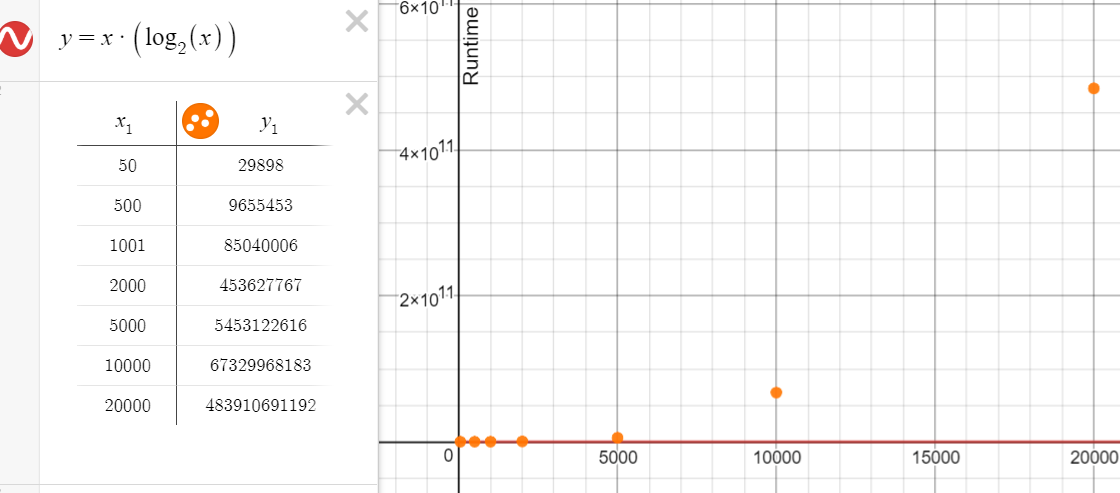 y = x · (log₂(x))
x₁ y₁
50 29898
500 9655453
1001 85040006
2000 453627767
5000 5453122616
10000 67329968183
20000 483910691192
Runtime
6×10¹¹
4×10¹¹
2×10¹¹
0 5000 10000 15000 20000